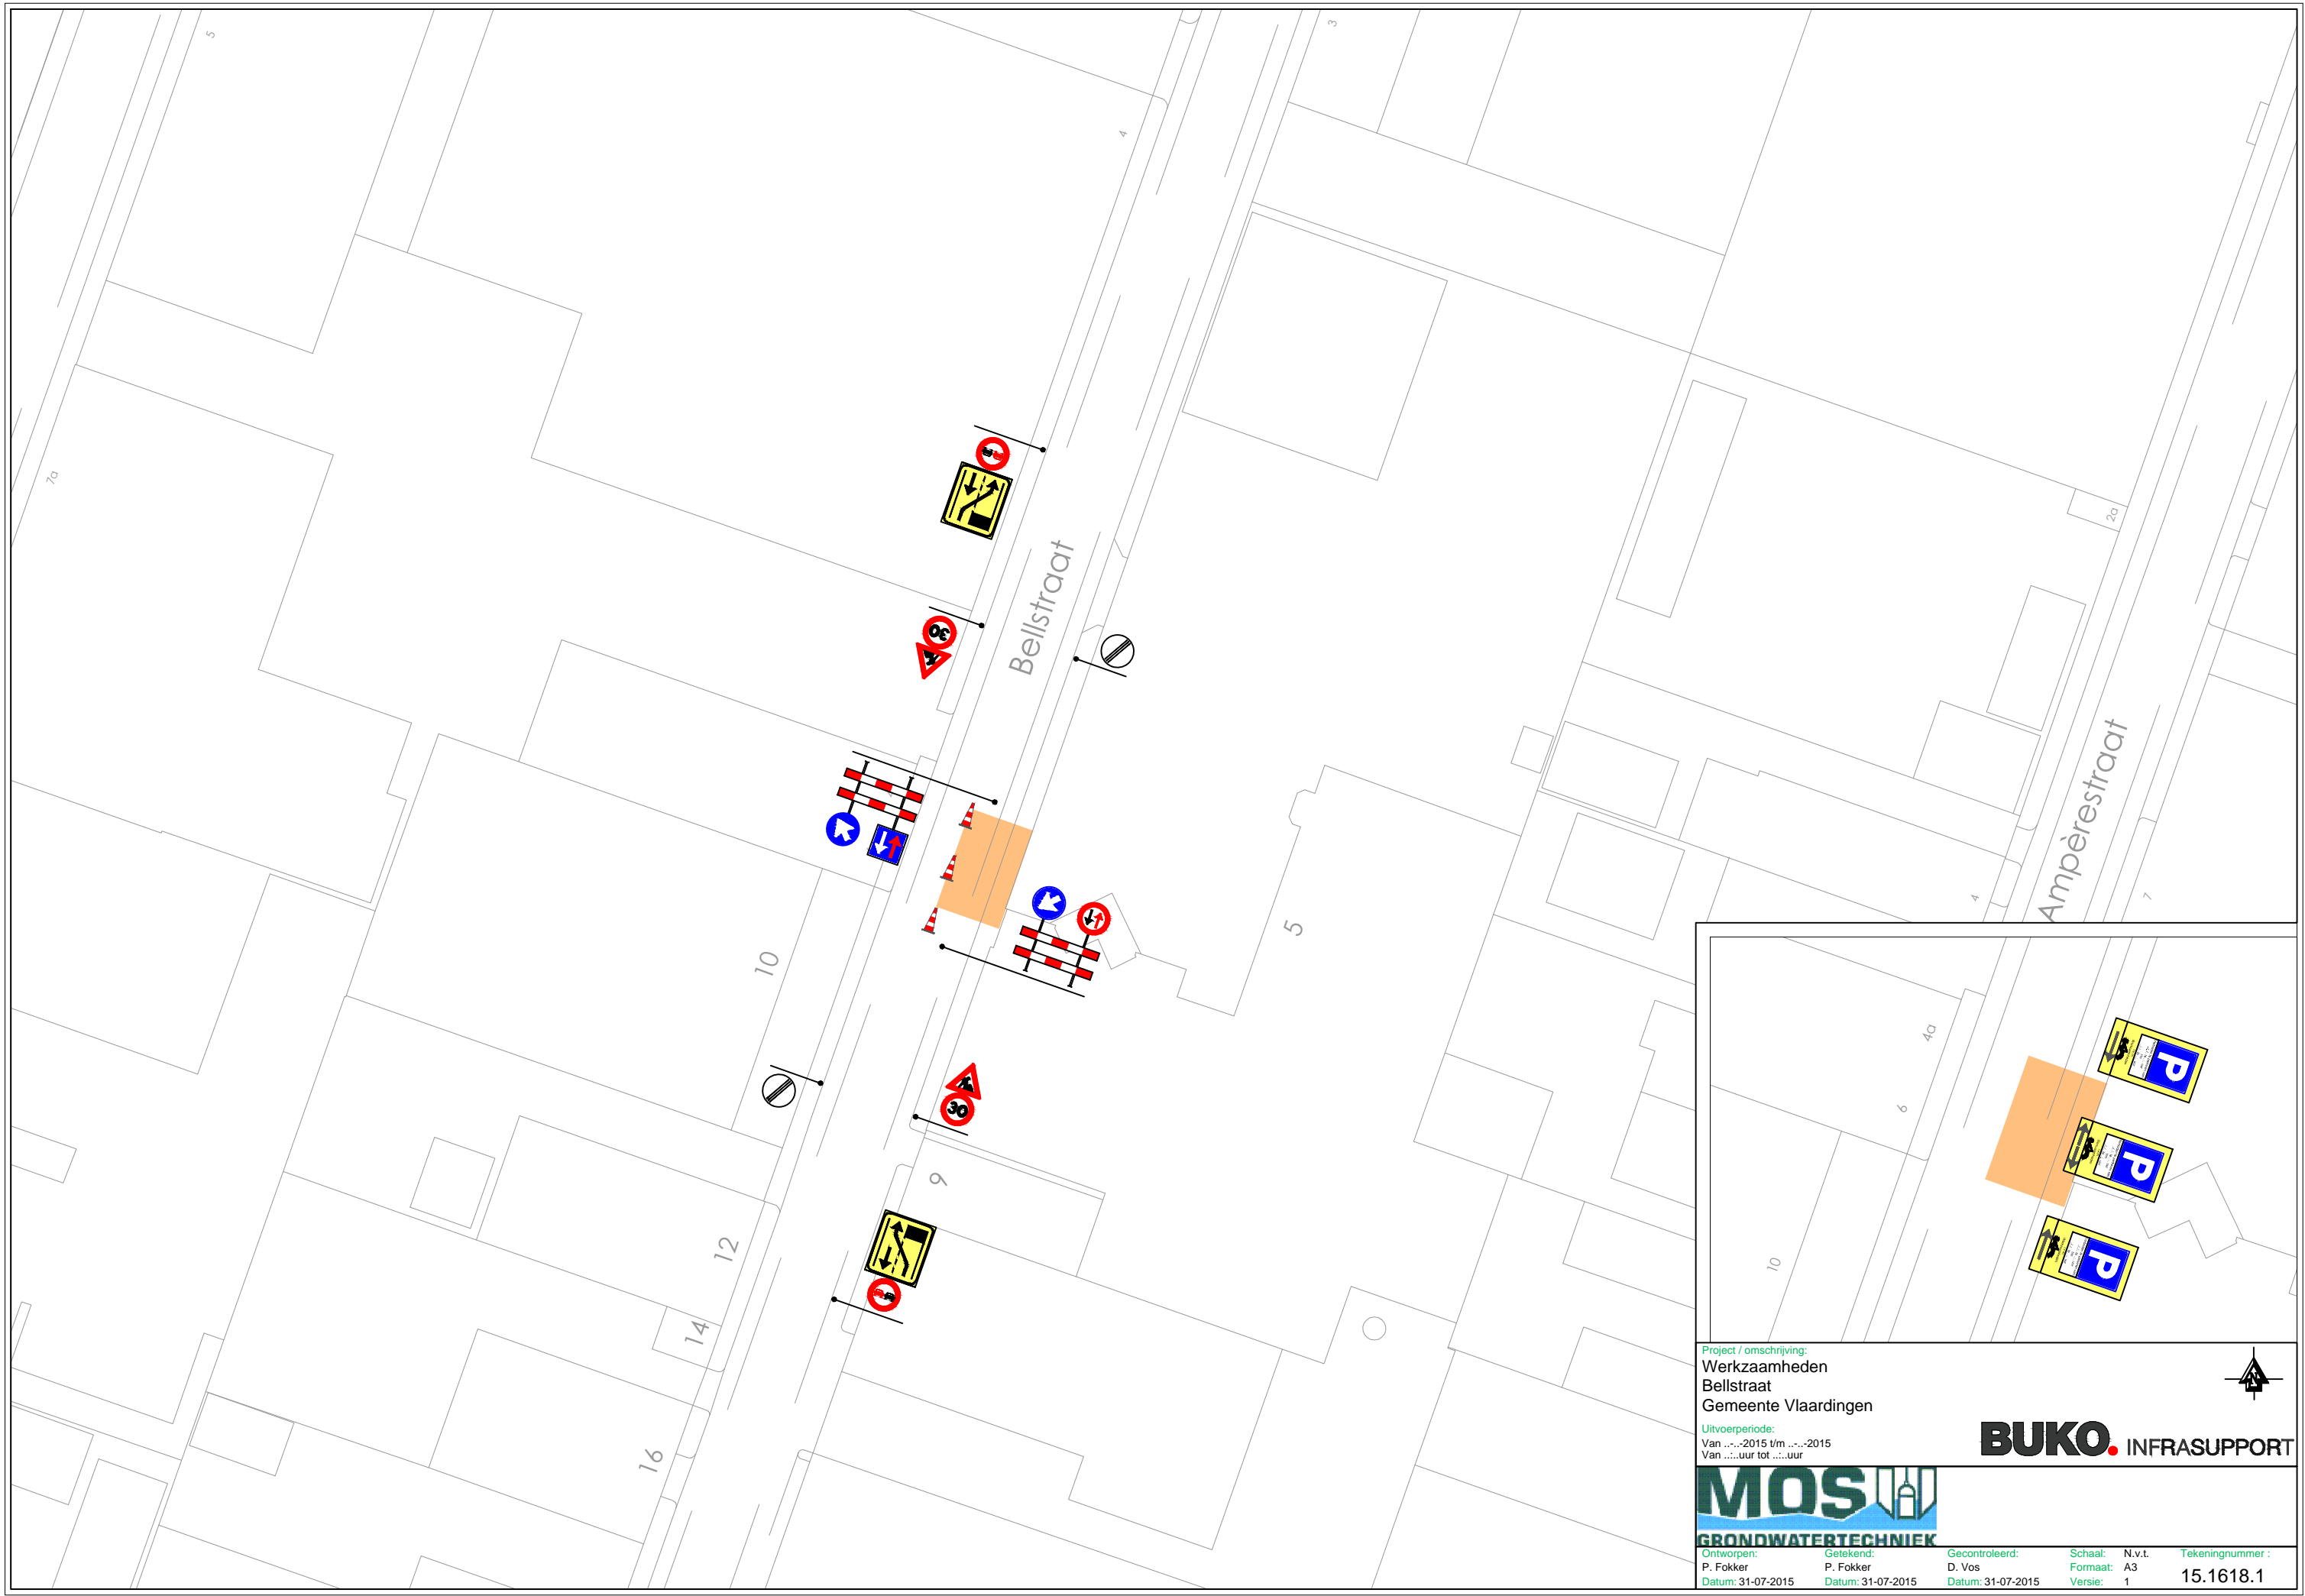 5
3
4
7a
2a
Bellstraat
30
Ampèrestraat
4
7
5
10
30
9
12
14
16
4a
6
10
P
P
P
Project / omschrijving:
Werkzaamheden
Bellstraat
Gemeente Vlaardingen
Uitvoerperiode:
Van ..-..-2015 t/m ..-..-2015
Van ..:..uur tot ..:..uur
BUKO. INFRASUPPORT
MOS
GRONDWATERTECHNIEK
Ontworpen: Getekend: Gecontroleerd: Schaal: N.v.t. Tekeningnummer :
P. Fokker P. Fokker D. Vos Formaat: A3
Datum: 31-07-2015 Datum: 31-07-2015 Datum: 31-07-2015 Versie: 1 15.1618.1